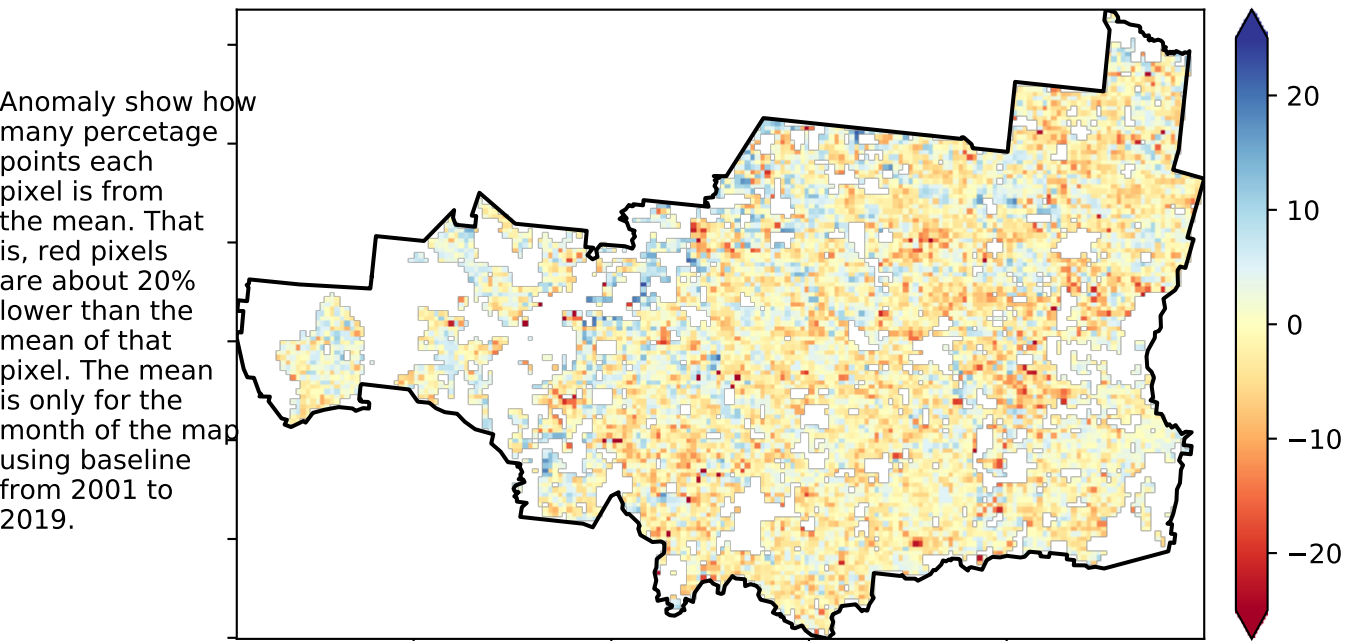 Anomaly show how
many percetage
points each
pixel is from
the mean. That
is, red pixels
are about 20%
lower than the
mean of that
pixel. The mean
is only for the
month of the map
using baseline
from 2001 to
2019.
20
10
0
−10
−20